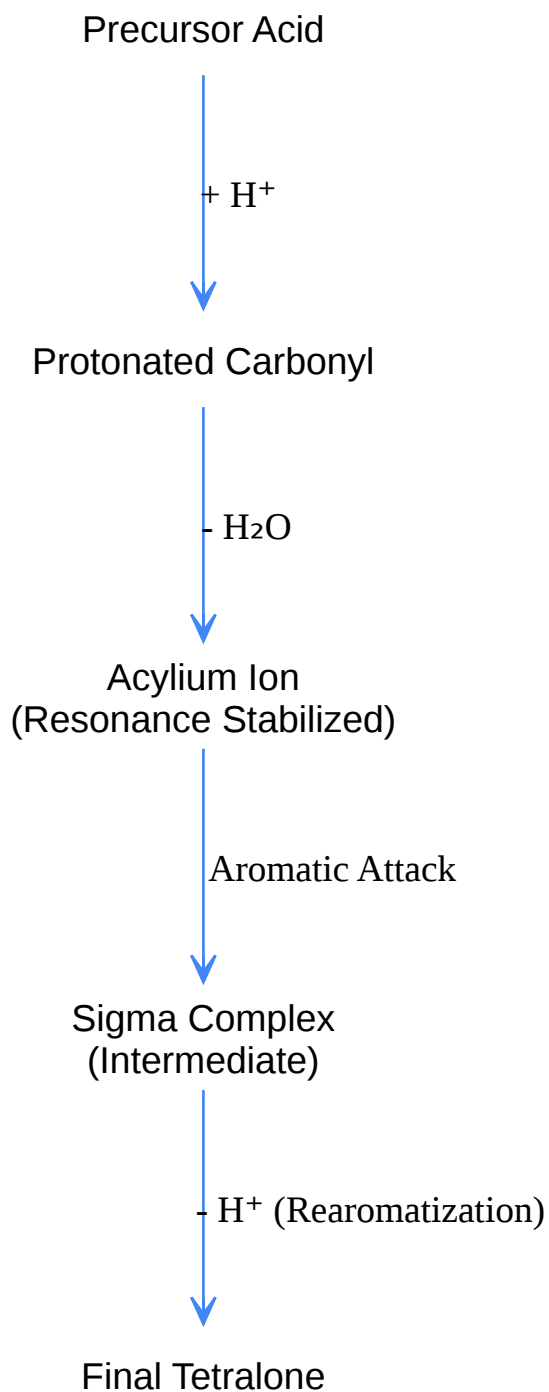 Precursor Acid
+ H⁺
Protonated Carbonyl
- H₂O
Acylium Ion
(Resonance Stabilized)
Aromatic Attack
Sigma Complex
(Intermediate)
- H⁺ (Rearomatization)
Final Tetralone